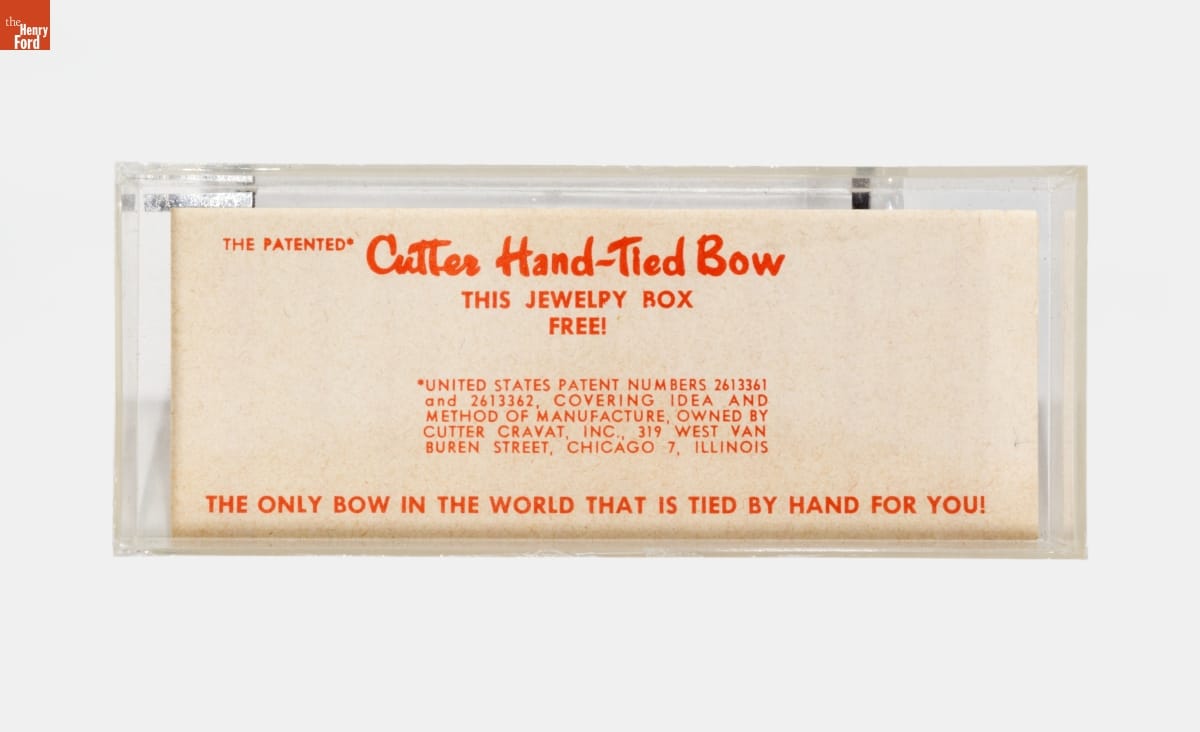 the
Henry
Ford
THE PATENTED* Cutter Hand-Tied Bow
THIS JEWELPY BOX
FREE!
*UNITED STATES PATENT NUMBERS 2613361
and 2613362, COVERING IDEA AND
METHOD OF MANUFACTURE, OWNED BY
CUTTER CRAVAT, INC., 319 WEST VAN
BUREN STREET, CHICAGO 7, ILLINOIS
THE ONLY BOW IN THE WORLD THAT IS TIED BY HAND FOR YOU!